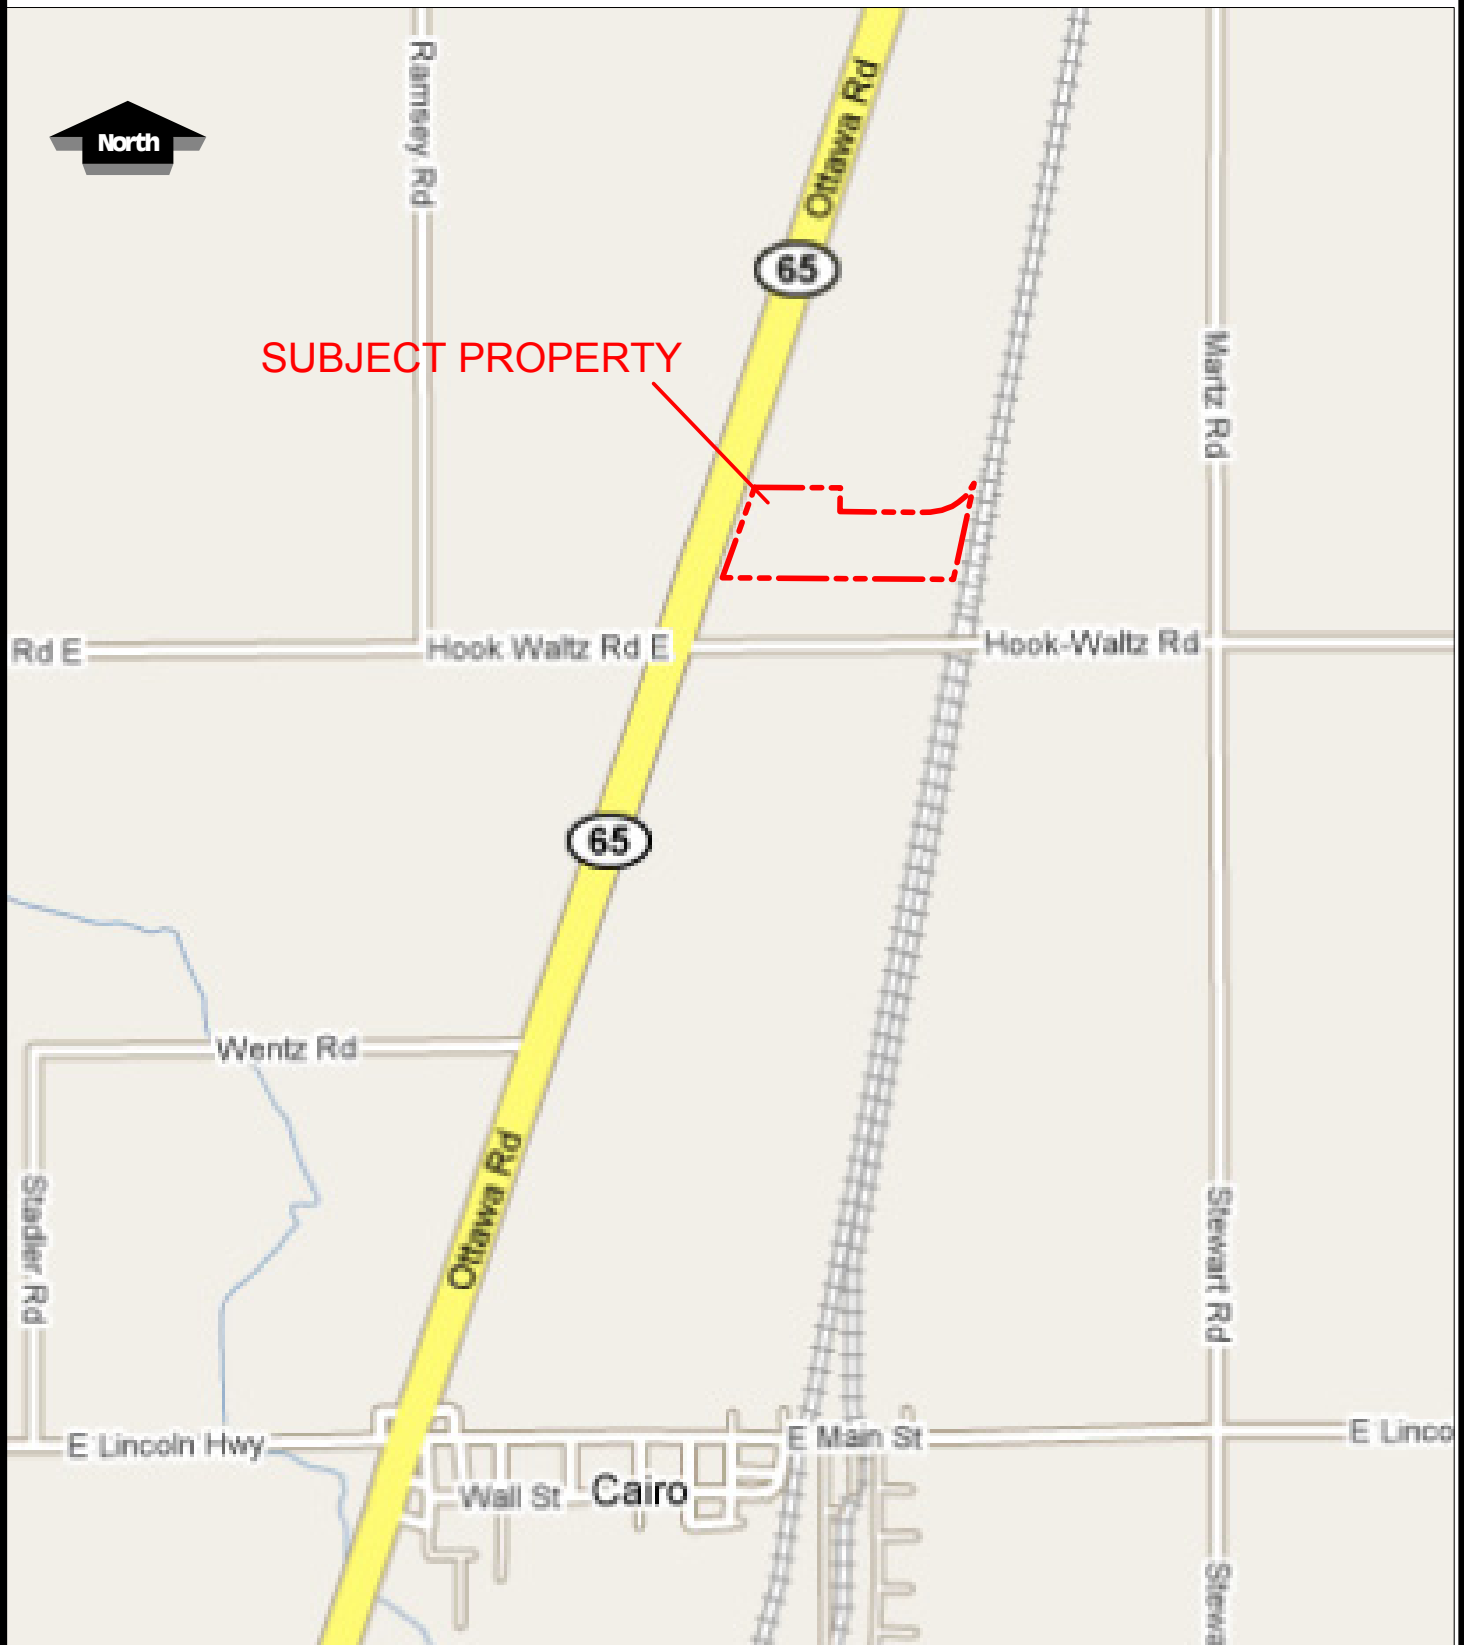 Ramsey Rd
Ottawa Rd
North
65
SUBJECT PROPERTY
Martz Rd
Rd E
Hook Waltz Rd E
Hook-Waltz Rd
65
Wentz Rd
Ottawa Rd
Stadler Rd
Stewart Rd
E Lincoln Hwy
E Main St
E Linco
Wall St
Cairo
Stewa